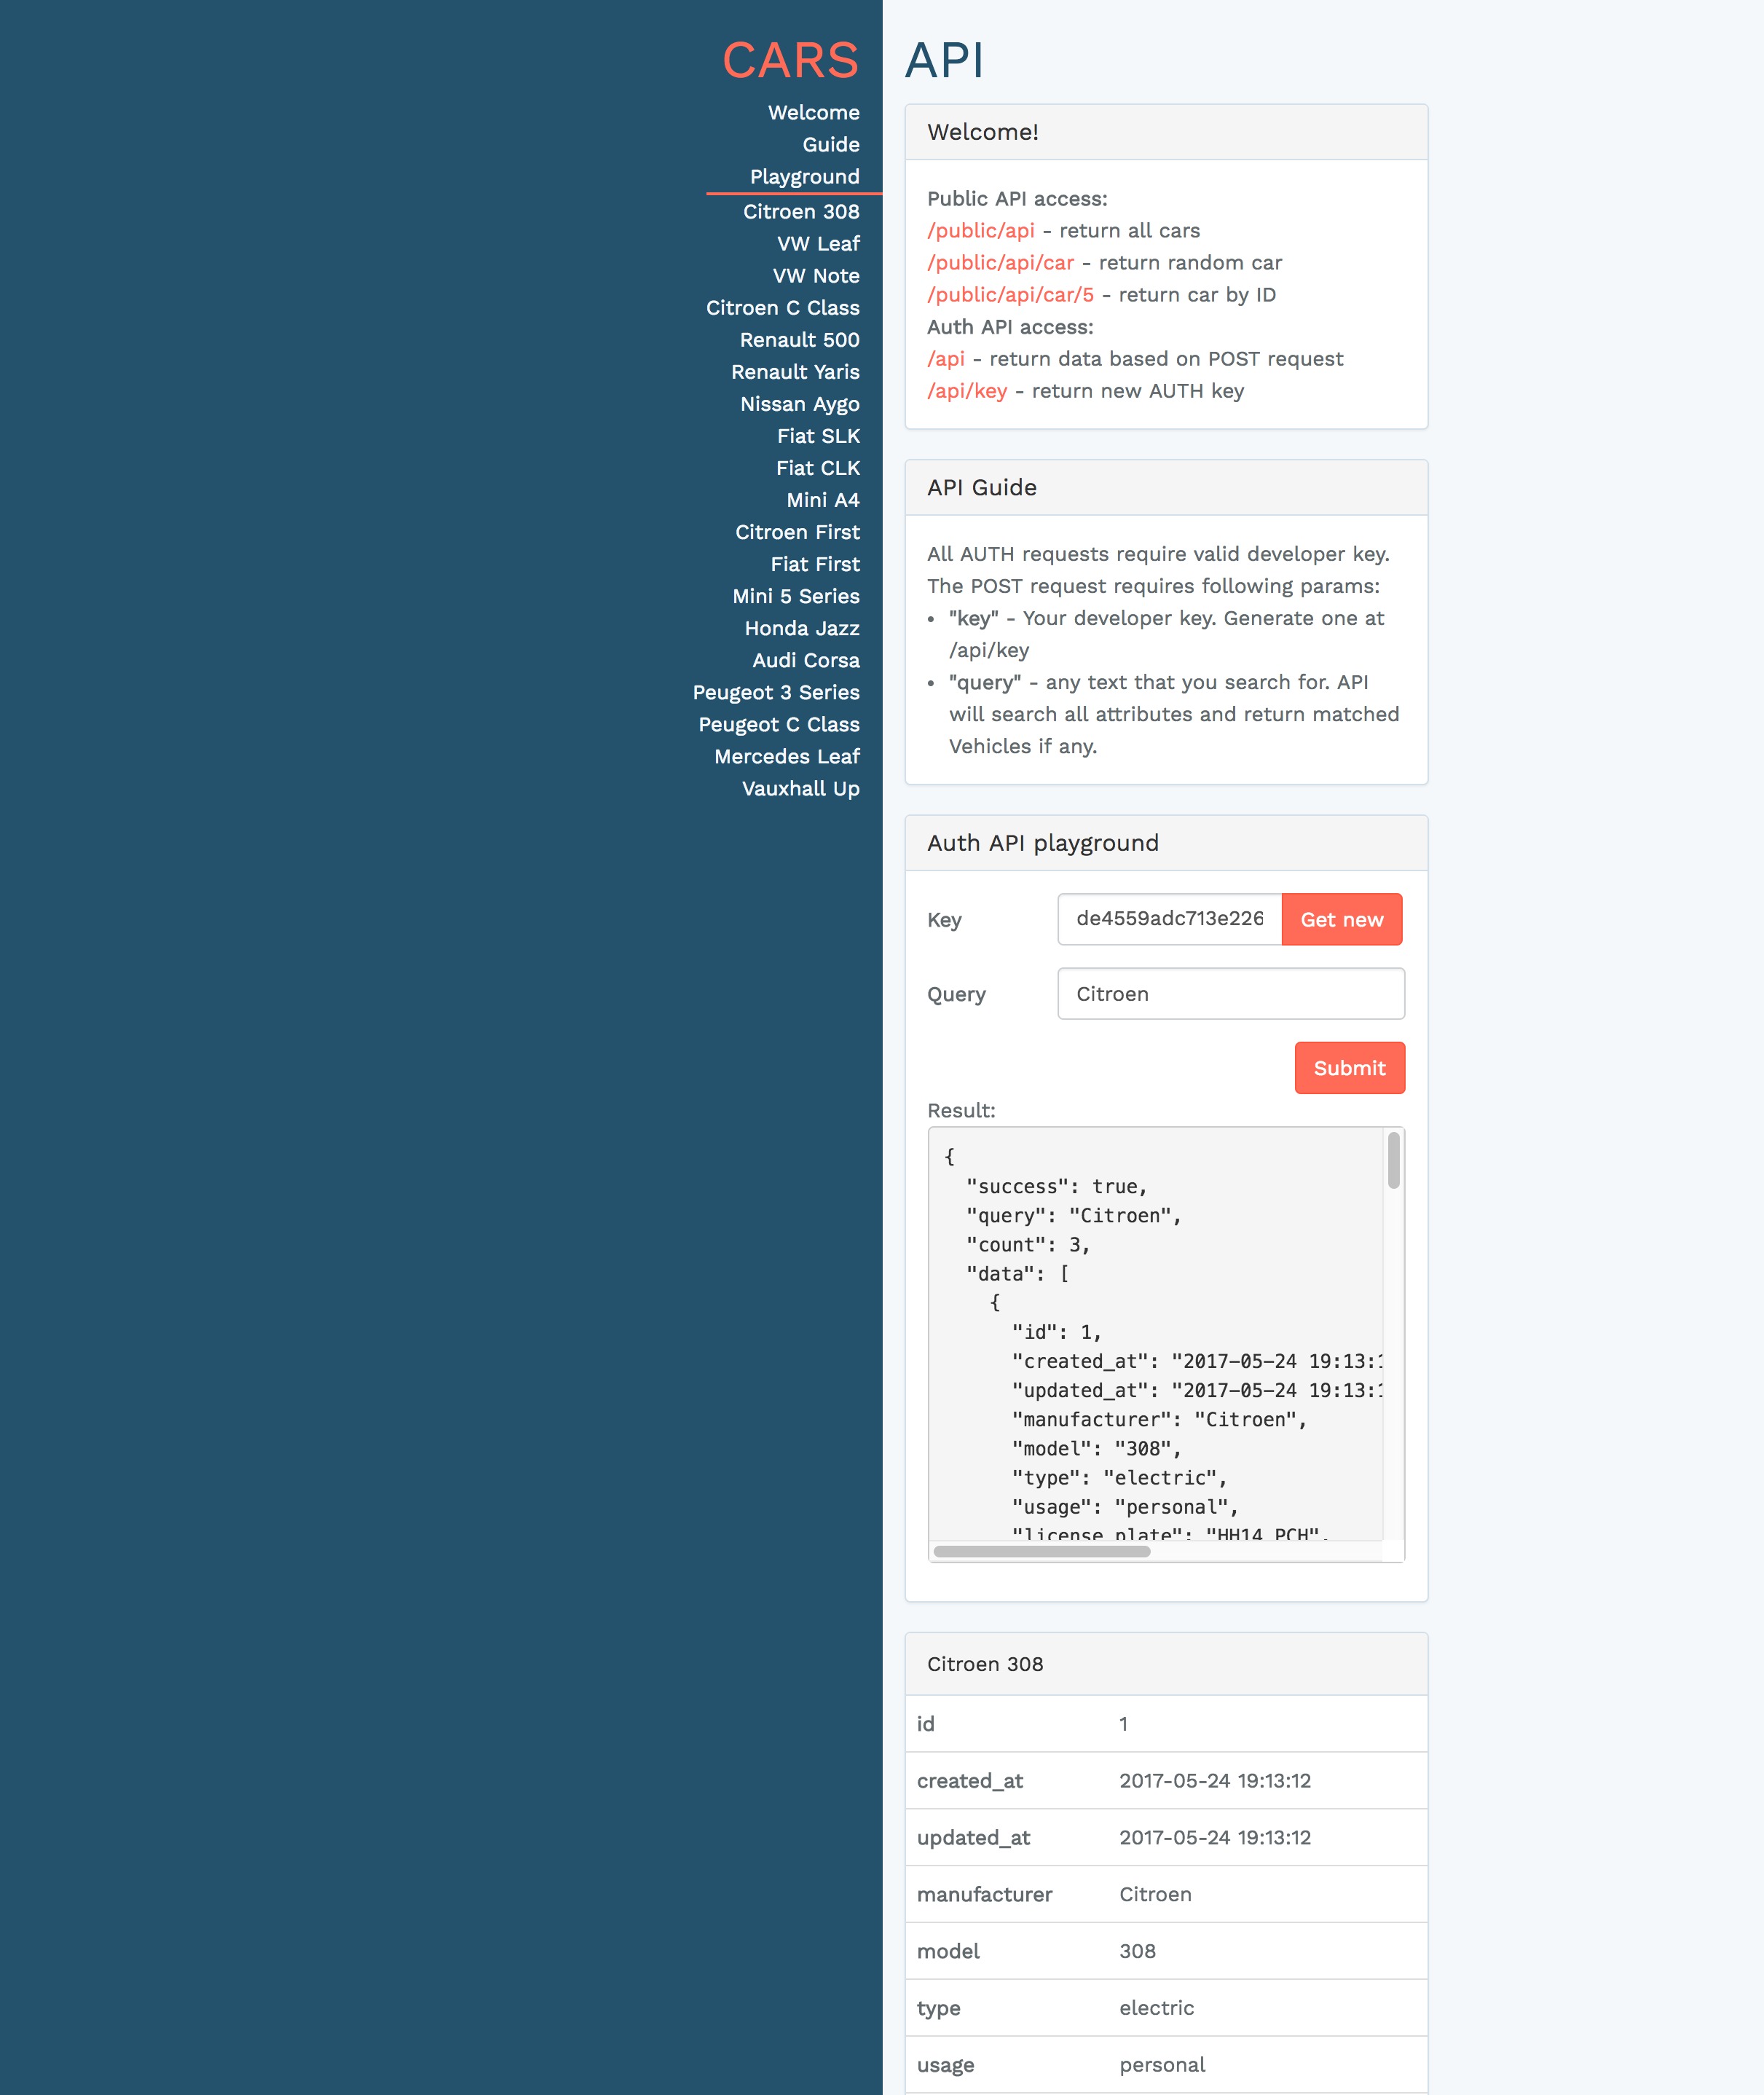 CARS
Welcome
Guide
Playground
Citroen 308
VW Leaf
VW Note
Citroen C Class
Renault 500
Renault Yaris
Nissan Aygo
Fiat SLK
Fiat CLK
Mini A4
Citroen First
Fiat First
Mini 5 Series
Honda Jazz
Audi Corsa
Peugeot 3 Series
Peugeot C Class
Mercedes Leaf
Vauxhall Up
API
Welcome!
Public API access:
/public/api - return all cars
/public/api/car - return random car
/public/api/car/5 - return car by ID
Auth API access:
/api - return data based on POST request
/api/key - return new AUTH key
API Guide
All AUTH requests require valid developer key.
The POST request requires following params:
• "key" - Your developer key. Generate one at
/api/key
• "query" - any text that you search for. API
will search all attributes and return matched
Vehicles if any.
Auth API playground
Key de4559adc713e226 Get new
Query Citroen
Submit
Result:
{
"success": true,
"query": "Citroen",
"count": 3,
"data": [
{
"id": 1,
"created_at": "2017-05-24 19:13:1
"updated_at": "2017-05-24 19:13:1
"manufacturer": "Citroen",
"model": "308",
"type": "electric",
"usage": "personal",
"license_plate": "HH14 PCH",
Citroen 308
id 1
created_at 2017-05-24 19:13:12
updated_at 2017-05-24 19:13:12
manufacturer Citroen
model 308
type electric
usage personal